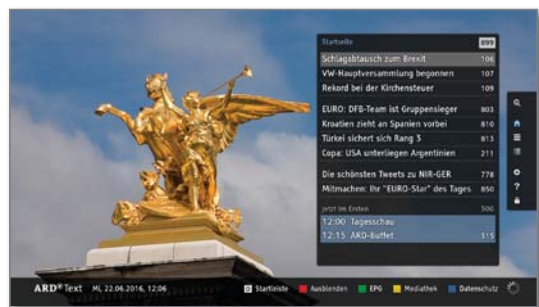 Startseite 899
Schlagabtausch zum Brexit 106
VW-Hauptversammlung begonnen 107
Rekord bei der Kirchensteuer 109
EURO: DFB-Team ist Gruppensieger 803
Kroatien zieht an Spanien vorbei 810
Türkei sichert sich Rang 3 813
Copa: USA unterliegen Argentinien 211
Die schönsten Tweets zu NIR-GER 778
Mitmachen: Ihr "EURO-Star" des Tages 850
Jetzt im Ersten 300
12:00 Tagesschau
12:15 ARD-Buffet 315
ARD Text Mi, 22.06.2016, 12:06 Startleiste Ausblenden EPG Mediathek Datenschutz